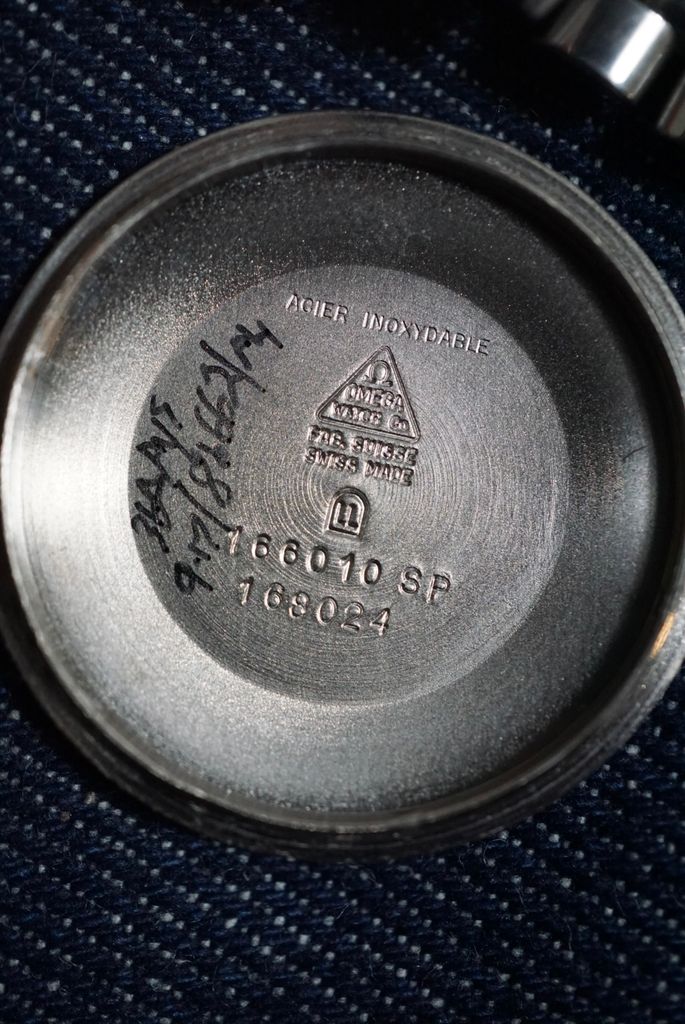 ACIER INOXYDABLE
Ω
OMEGA
WATCH Co
FAB. SUISSE
SWISS MADE
166010 SP
168024